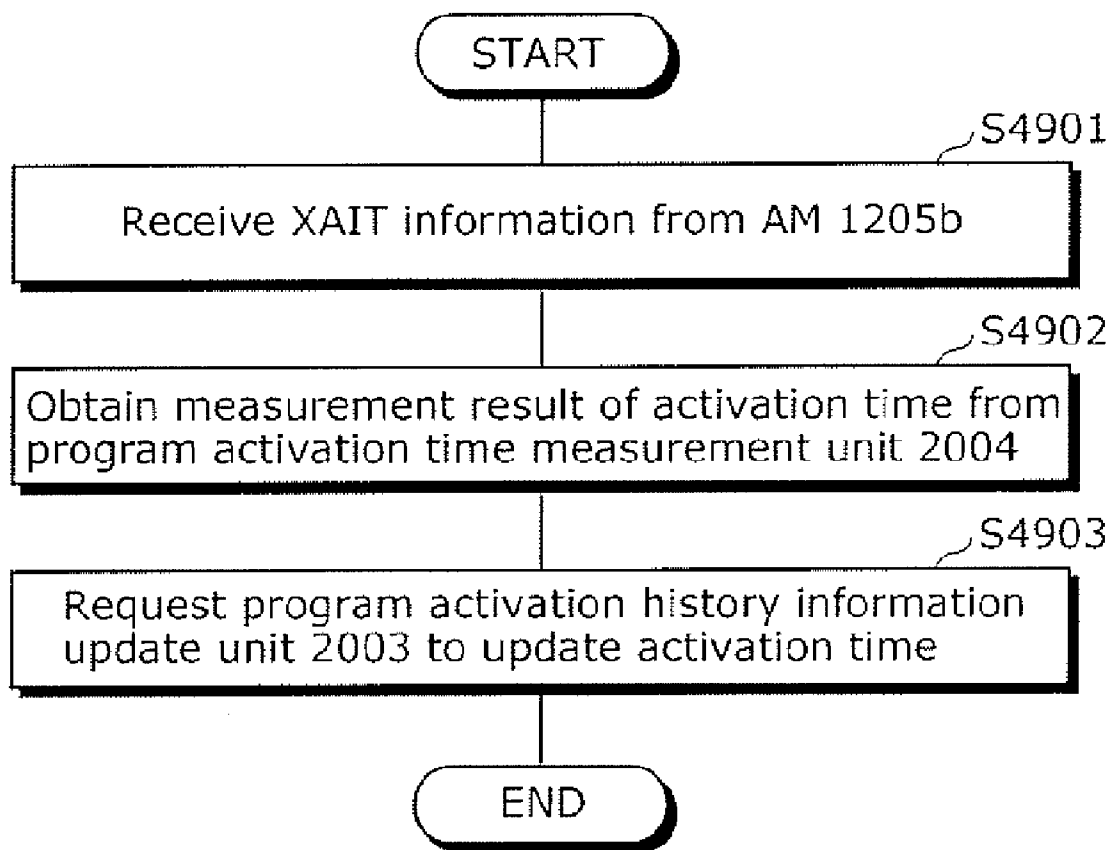 START
S4901
Receive XAIT information from AM 1205b
S4902
Obtain measurement result of activation time from
program activation time measurement unit 2004
S4903
Request program activation history information
update unit 2003 to update activation time
END